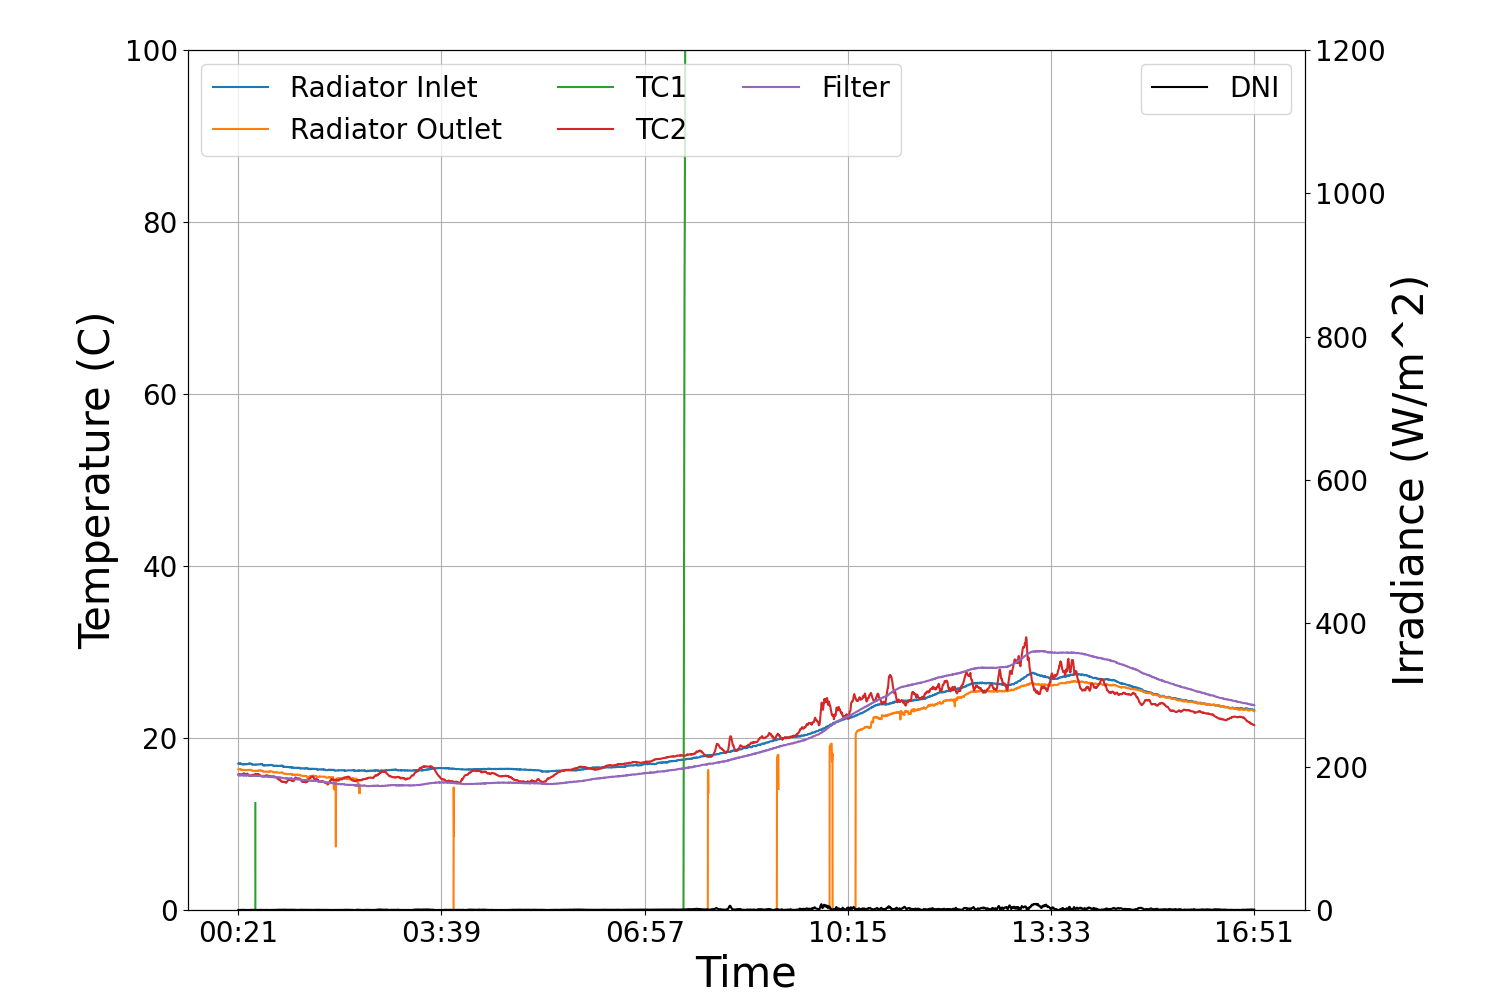 100
80
60
40
20
0
Temperature (C)
Radiator Inlet
Radiator Outlet
TC1
TC2
Filter
DNI
1200
1000
800
600
400
200
0
Irradiance (W/m^2)
00:21 03:39 06:57 10:15 13:33 16:51
Time